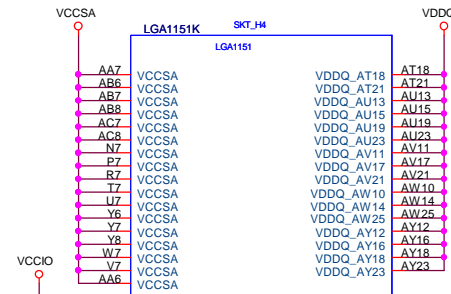 VCCSA
VDDQ
LGA1151K
SKT_H4
LGA1151
AA7 VCCSA VDDQ_AT18 AT18
AB6 VCCSA VDDQ_AT21 AT21
AB7 VCCSA VDDQ_AU13 AU13
AB8 VCCSA VDDQ_AU15 AU15
AC7 VCCSA VDDQ_AU19 AU19
AC8 VCCSA VDDQ_AU23 AU23
N7 VCCSA VDDQ_AV11 AV11
P7 VCCSA VDDQ_AV17 AV17
R7 VCCSA VDDQ_AV21 AV21
T7 VCCSA VDDQ_AW10 AW10
U7 VCCSA VDDQ_AW14 AW14
Y6 VCCSA VDDQ_AW25 AW25
Y7 VCCSA VDDQ_AY12 AY12
Y8 VCCSA VDDQ_AY16 AY16
W7 VCCSA VDDQ_AY18 AY18
V7 VCCSA VDDQ_AY23 AY23
AA6 VCCSA
VCCIO